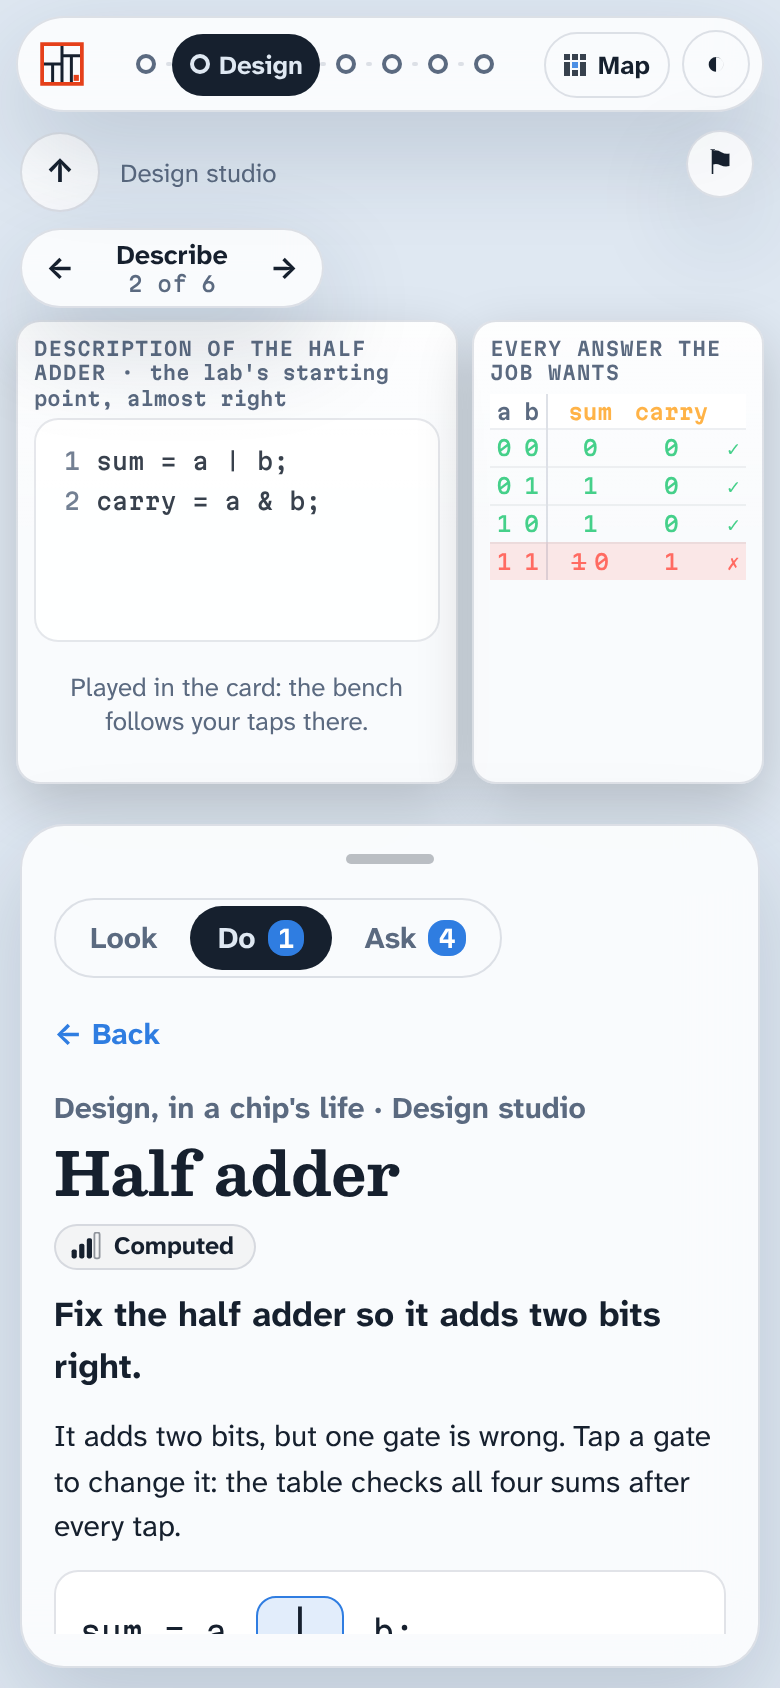 Design
Map
Design studio
Describe
2 of 6
DESCRIPTION OF THE HALF
ADDER · the lab's starting
point, almost right
1 sum = a | b;
2 carry = a & b;
Played in the card: the bench
follows your taps there.
EVERY ANSWER THE
JOB WANTS
a b sum carry
0 0 0 0 ✓
0 1 1 0 ✓
1 0 1 0 ✓
1 1 1 0 1 ✗
Look
Do 1
Ask 4
← Back
Design, in a chip's life · Design studio
Half adder
Computed
Fix the half adder so it adds two bits
right.
It adds two bits, but one gate is wrong. Tap a gate
to change it: the table checks all four sums after
every tap.
sum = a | b;